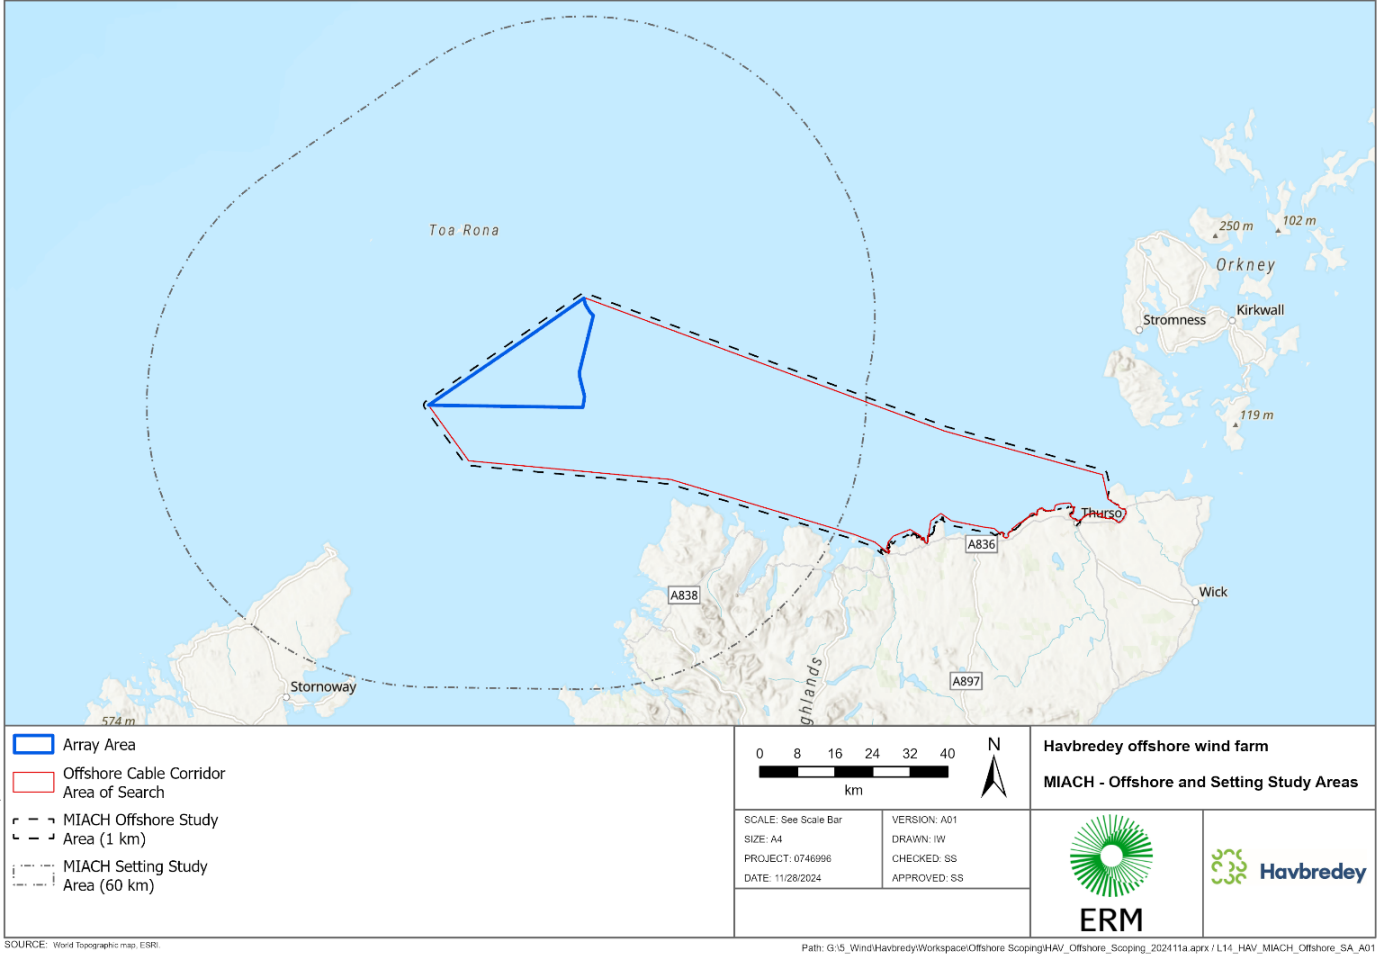 Toa Rona
250 m
102 m
Orkney
Kirkwall
Stromness
119 m
Thurso
A836
A838
Wick
A897
ghlands
Stornoway
574 m
Array Area
Offshore Cable Corridor
Area of Search
MIACH Offshore Study
Area (1 km)
MIACH Setting Study
Area (60 km)
0 8 16 24 32 40
km
N
Havbredey offshore wind farm
MIACH - Offshore and Setting Study Areas
SCALE: See Scale Bar
SIZE: A4
PROJECT: 0746996
DATE: 11/28/2024
VERSION: A01
DRAWN: IW
CHECKED: SS
APPROVED: SS
ERM
Havbredey
SOURCE: World Topographic map, ESRI.
Path: G:\5_Wind\Havbredy\Workspace\Offshore Scoping\HAV_Offshore_Scoping_202411a.aprx / L14_HAV_MIACH_Offshore_SA_A01